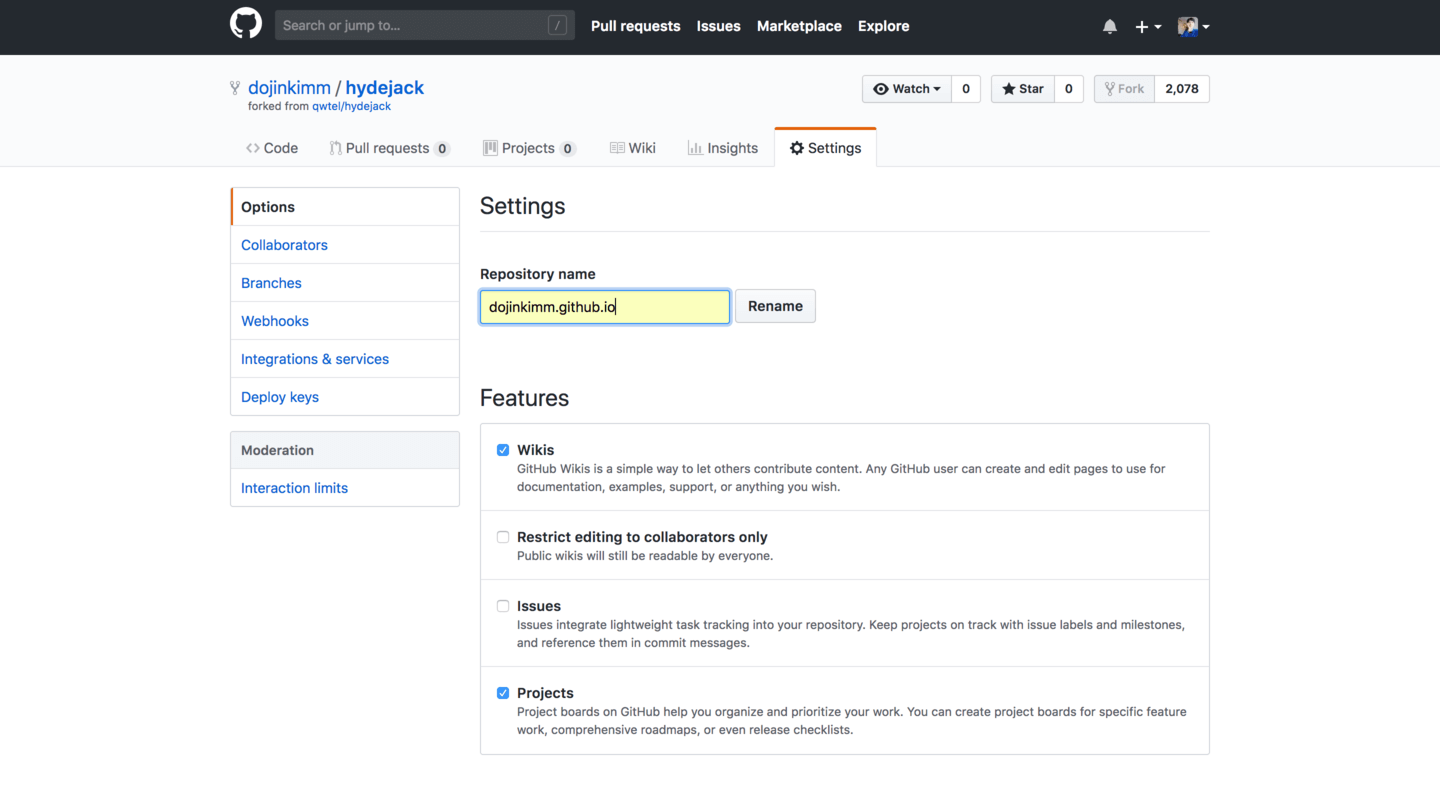 Search or jump to... /
Pull requests Issues Marketplace Explore
dojinkimm / hydejack
forked from qwtel/hydejack
Watch 0 Star 0 Fork 2,078
Code Pull requests 0 Projects 0 Wiki Insights Settings
Options
Collaborators
Branches
Webhooks
Integrations & services
Deploy keys
Moderation
Interaction limits
Settings
Repository name
dojinkimm.github.io Rename
Features
Wikis
GitHub Wikis is a simple way to let others contribute content. Any GitHub user can create and edit pages to use for
documentation, examples, support, or anything you wish.
Restrict editing to collaborators only
Public wikis will still be readable by everyone.
Issues
Issues integrate lightweight task tracking into your repository. Keep projects on track with issue labels and milestones,
and reference them in commit messages.
Projects
Project boards on GitHub help you organize and prioritize your work. You can create project boards for specific feature
work, comprehensive roadmaps, or even release checklists.